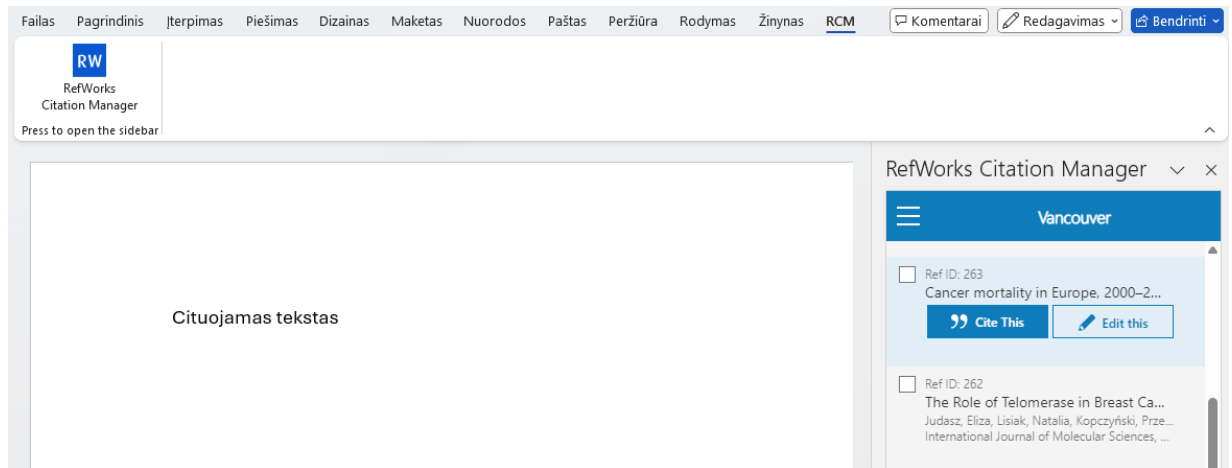 Failas Pagrindinis Įterpimas Piešimas Dizainas Maketas Nuorodos Paštas Peržiūra Rodymas Žinynas RCM Komentarai Redagavimas Bendrinti
RW
RefWorks
Citation Manager
Press to open the sidebar
RefWorks Citation Manager
Vancouver
Ref ID: 263
Cancer mortality in Europe, 2000–2...
Cite This Edit this
Cituojamas tekstas
Ref ID: 262
The Role of Telomerase in Breast Ca...
Judasz, Eliza, Lisiak, Natalia, Kopczyński, Prze...
International Journal of Molecular Sciences, ...